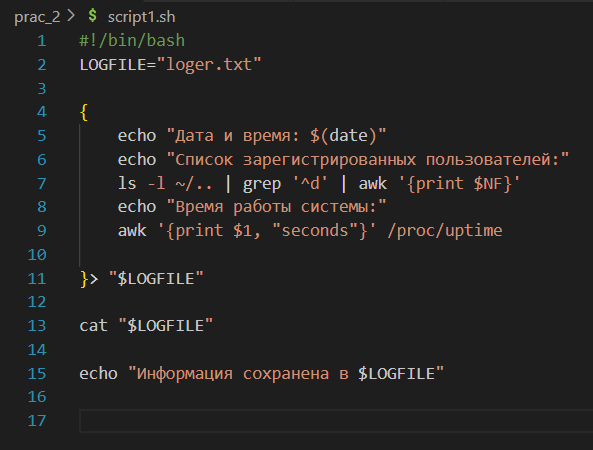 prac_2 > $ script1.sh
1 #!/bin/bash
2 LOGFILE="loger.txt"
3
4 {
5 echo "Дата и время: $(date)"
6 echo "Список зарегистрированных пользователей:"
7 ls -l ~/.. | grep '^d' | awk '{print $NF}'
8 echo "Время работы системы:"
9 awk '{print $1, "seconds"}' /proc/uptime
10
11 }> "$LOGFILE"
12
13 cat "$LOGFILE"
14
15 echo "Информация сохранена в $LOGFILE"
16
17